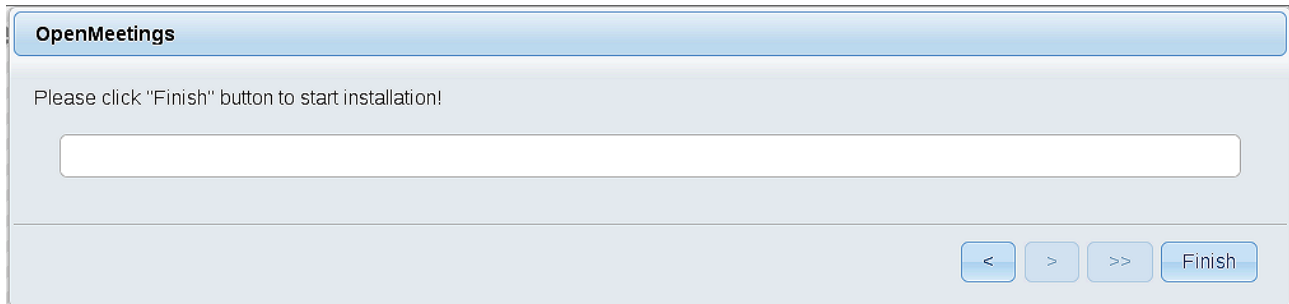 OpenMeetings
Please click "Finish" button to start installation!
< > >> Finish